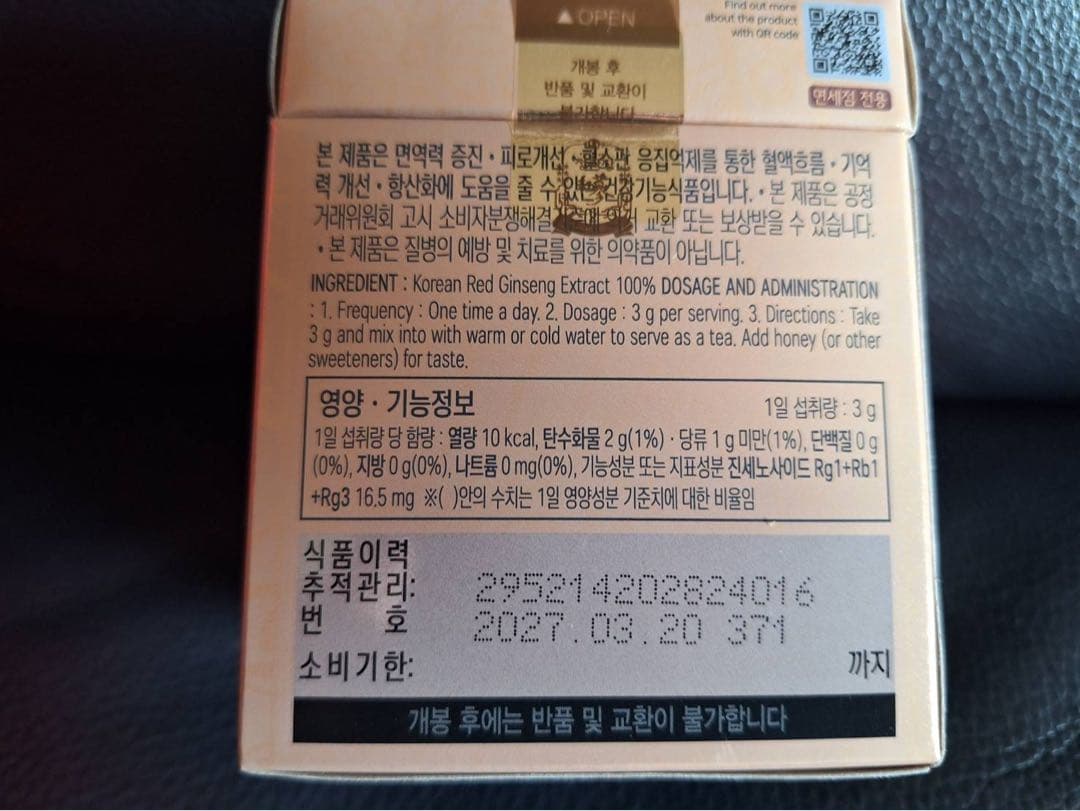 ▲ OPEN
Find out more
about the product
with QR code
개봉 후
반품 및 교환이
불가합니다
면세점 전용
본 제품은 면역력 증진・피로개선・혈소판 응집억제를 통한 혈액흐름・기억
력 개선・항산화에 도움을 줄 수 있는 건강기능식품입니다.・본 제품은 공정
거래위원회 고시 소비자분쟁해결 교환 또는 보상받을 수 있습니다.
・본 제품은 질병의 예방 및 치료를 위한 의약품이 아닙니다.
INGREDIENT : Korean Red Ginseng Extract 100% DOSAGE AND ADMINISTRATION
: 1. Frequency : One time a day. 2. Dosage : 3 g per serving. 3. Directions : Take
3 g and mix into with warm or cold water to serve as a tea. Add honey (or other
sweeteners) for taste.
영양・기능정보
1일 섭취량 : 3 g
1일 섭취량 당 함량 : 열량 10 kcal, 탄수화물 2 g(1%)・당류 1 g 미만(1%), 단백질 0 g
(0%), 지방 0 g(0%), 나트륨 0 mg(0%), 기능성분 또는 지표성분 진세노사이드 Rg1+Rb1
+Rg3 16.5 mg ※( )안의 수치는 1일 영양성분 기준치에 대한 비율임
식품이력
추적관리:
번 호
295214202824016
2027.03.20 371
소비기한: 까지
개봉 후에는 반품 및 교환이 불가합니다